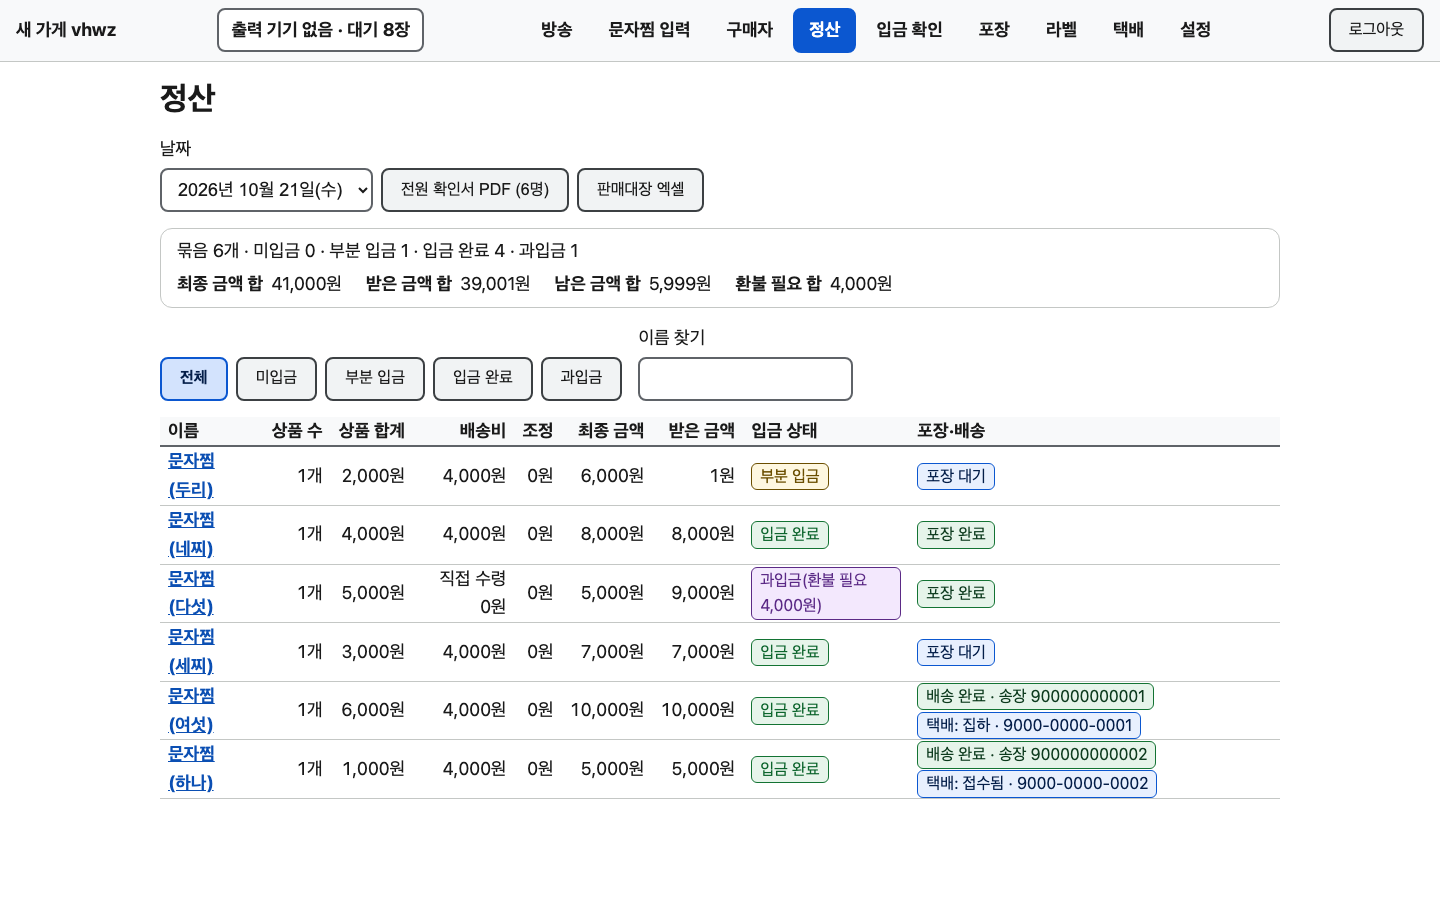 새 가게 vhwz 출력 기기 없음 · 대기 8장 방송 문자찜 입력 구매자 정산 입금 확인 포장 라벨 택배 설정 로그아웃
정산
날짜
2026년 10월 21일(수) 전원 확인서 PDF (6명) 판매대장 엑셀
묶음 6개 · 미입금 0 · 부분 입금 1 · 입금 완료 4 · 과입금 1
최종 금액 합 41,000원 받은 금액 합 39,001원 남은 금액 합 5,999원 환불 필요 합 4,000원
이름 찾기
전체 미입금 부분 입금 입금 완료 과입금
이름 상품 수 상품 합계 배송비 조정 최종 금액 받은 금액 입금 상태 포장·배송
문자찜
(두리) 1개 2,000원 4,000원 0원 6,000원 1원 부분 입금 포장 대기
문자찜
(네찌) 1개 4,000원 4,000원 0원 8,000원 8,000원 입금 완료 포장 완료
문자찜 직접 수령 과입금(환불 필요
(다섯) 1개 5,000원 0원 0원 5,000원 9,000원 4,000원) 포장 완료
문자찜
(세찌) 1개 3,000원 4,000원 0원 7,000원 7,000원 입금 완료 포장 대기
문자찜 배송 완료 · 송장 900000000001
(여섯) 1개 6,000원 4,000원 0원 10,000원 10,000원 입금 완료 택배: 집하 · 9000-0000-0001
문자찜 배송 완료 · 송장 900000000002
(하나) 1개 1,000원 4,000원 0원 5,000원 5,000원 입금 완료 택배: 접수됨 · 9000-0000-0002